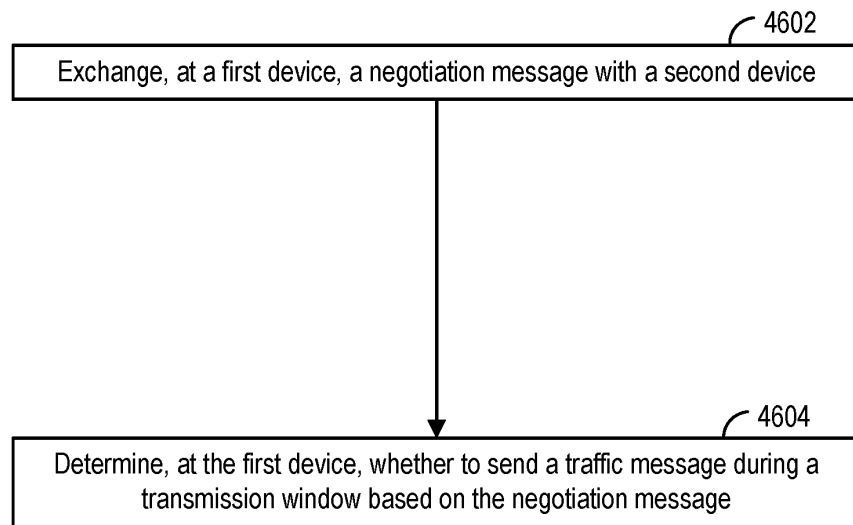 4602
Exchange, at a first device, a negotiation message with a second device
4604
Determine, at the first device, whether to send a traffic message during a
transmission window based on the negotiation message